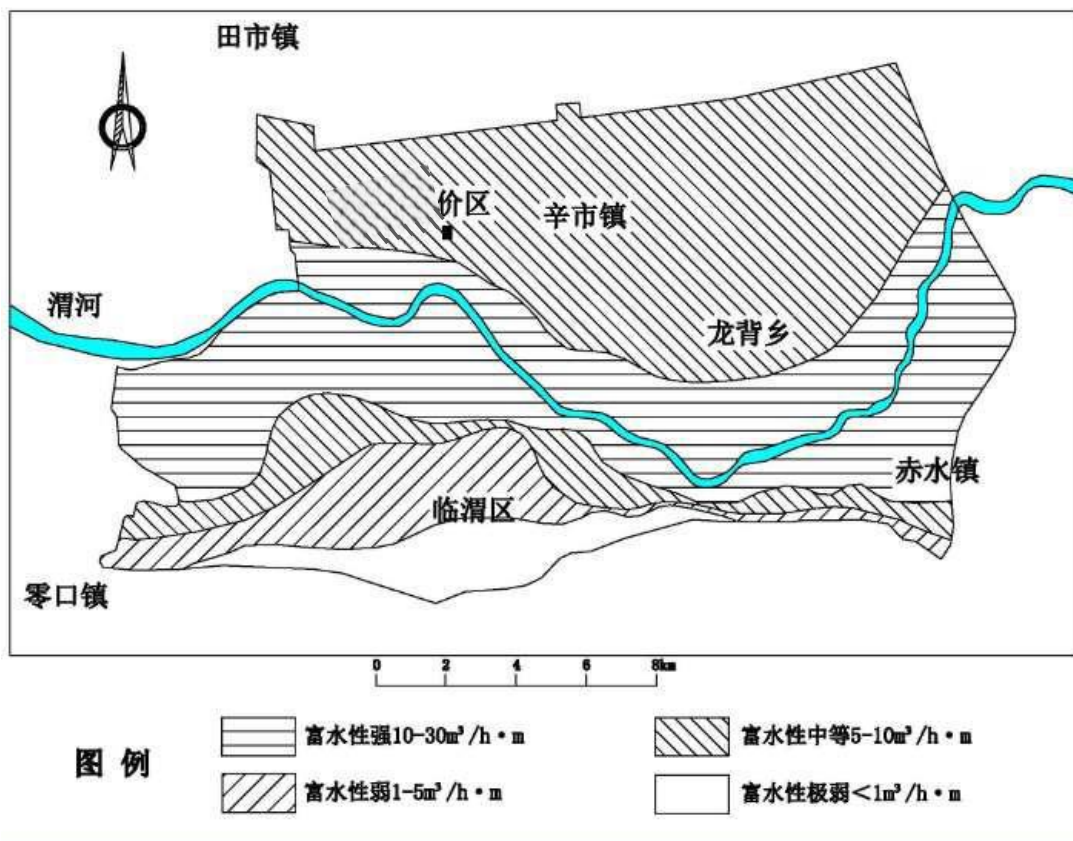 田市镇
价区
辛市镇
渭河
龙背乡
赤水镇
临渭区
零口镇
0 2 4 6 8km
图 例
富水性强10-30m³/h·m
富水性中等5-10m³/h·m
富水性弱1-5m³/h·m
富水性极弱<1m³/h·m